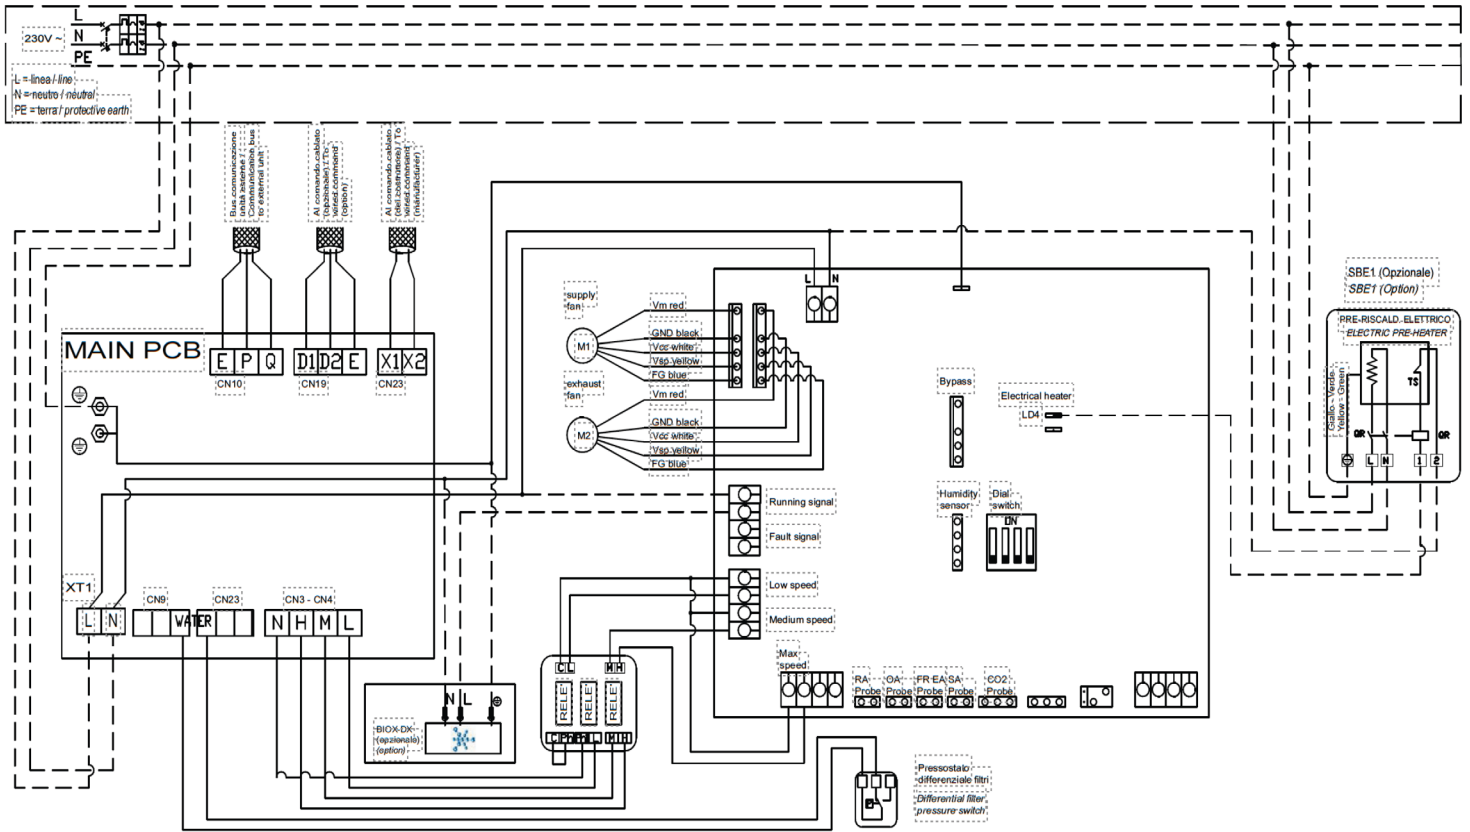 L
230V ~
N
PE
L = linea / line
N = neutro / neutral
PE = terra / protective earth
Bus comunicazione
unità esterne /
Communication bus
to external unit
Al comando cablato
(opzionale) / To
wired command
(option)
Al comando cablato
(del costruttore) / To
wired command
(manufacturer)
MAIN PCB
E P Q
CN10
D1 D2 E
CN19
X1 X2
CN23
supply
fan
M1
Vm red
GND black
Vcc white
Vsp yellow
FG blue
exhaust
fan
M2
Vm red
GND black
Vcc white
Vsp yellow
FG blue
L N
Bypass
Electrical heater
LD4
Humidity
sensor
Dial
switch
ON
Running signal
Fault signal
Low speed
Medium speed
Max
speed
RA
Probe
OA
Probe
FR EA
Probe
SA
Probe
CO2
Probe
SBE1 (Opzionale)
SBE1 (Option)
PRE-RISCALD. ELETTRICO
ELECTRIC PRE-HEATER
Giallo - Verde
Yellow - Green
TS
QR
QR
L N 1 2
XT1
L N
CN9
WATER
CN23
CN3 - CN4
N H M L
N L
BIOX-DX
(opzionale)
(option)
C L M H
RELE'
RELE'
RELE'
C Ph Ph L M H
Pressostato
differenziale filtri
Differential filter
pressure switch
P